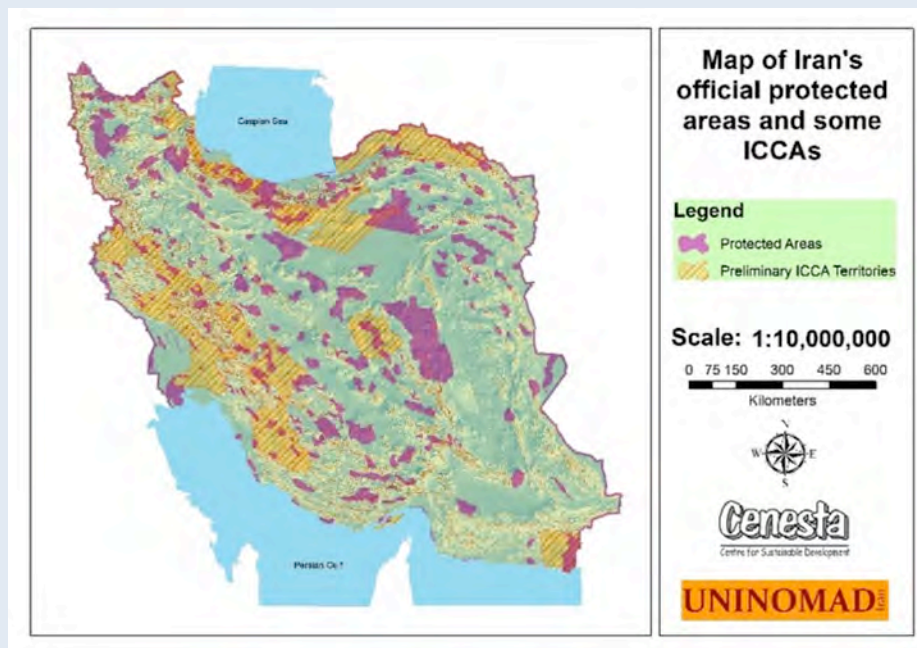 Map of Iran's
official protected
areas and some
ICCAs
Legend
Protected Areas
Preliminary ICCA Territories
Scale: 1:10,000,000
0 75 150 300 450 600
Kilometers
N
W E
S
Cenesta
Centre for Sustainable Development
UNINOMAD Iran
Caspian Sea
Persian Gulf